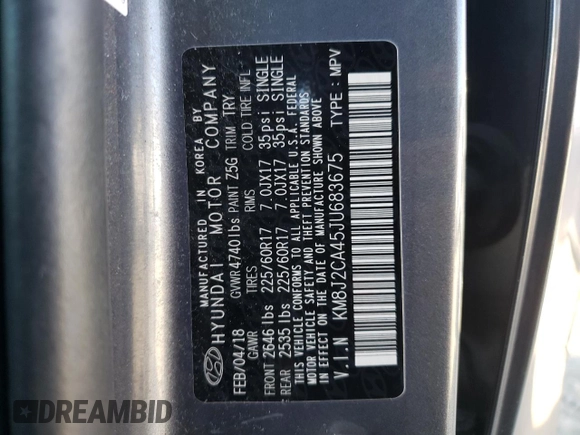 MANUFACTURED IN KOREA BY
HYUNDAI MOTOR COMPANY
FEB/04/18 GVWR 4740lbs PAINT Z5G TRIM TRY
GAWR TIRES RIMS COLD TIRE INFL
FRONT 2646 lbs 225/60R17 7.0JX17 35psi SINGLE
REAR 2535 lbs 225/60R17 7.0JX17 35psi SINGLE
THIS VEHICLE CONFORMS TO ALL APPLICABLE U.S.A. FEDERAL
MOTOR VEHICLE SAFETY AND THEFT PREVENTION STANDARDS
IN EFFECT ON THE DATE OF MANUFACTURE SHOWN ABOVE
V.I.N KM8J2CA45JU683675 TYPE : MPV
DREAMBID